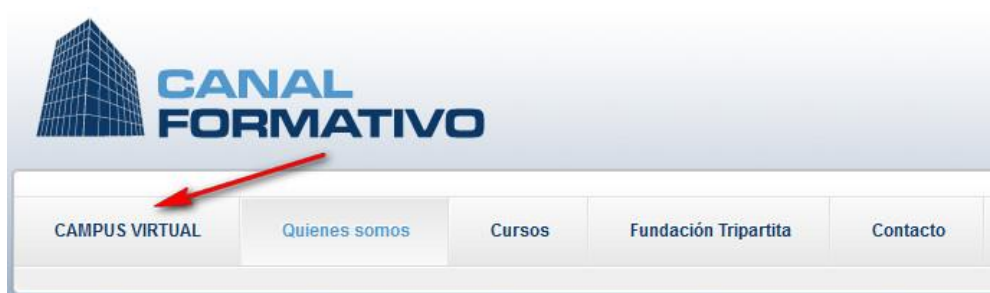 CANAL
FORMATIVO
CAMPUS VIRTUAL Quienes somos Cursos Fundación Tripartita Contacto